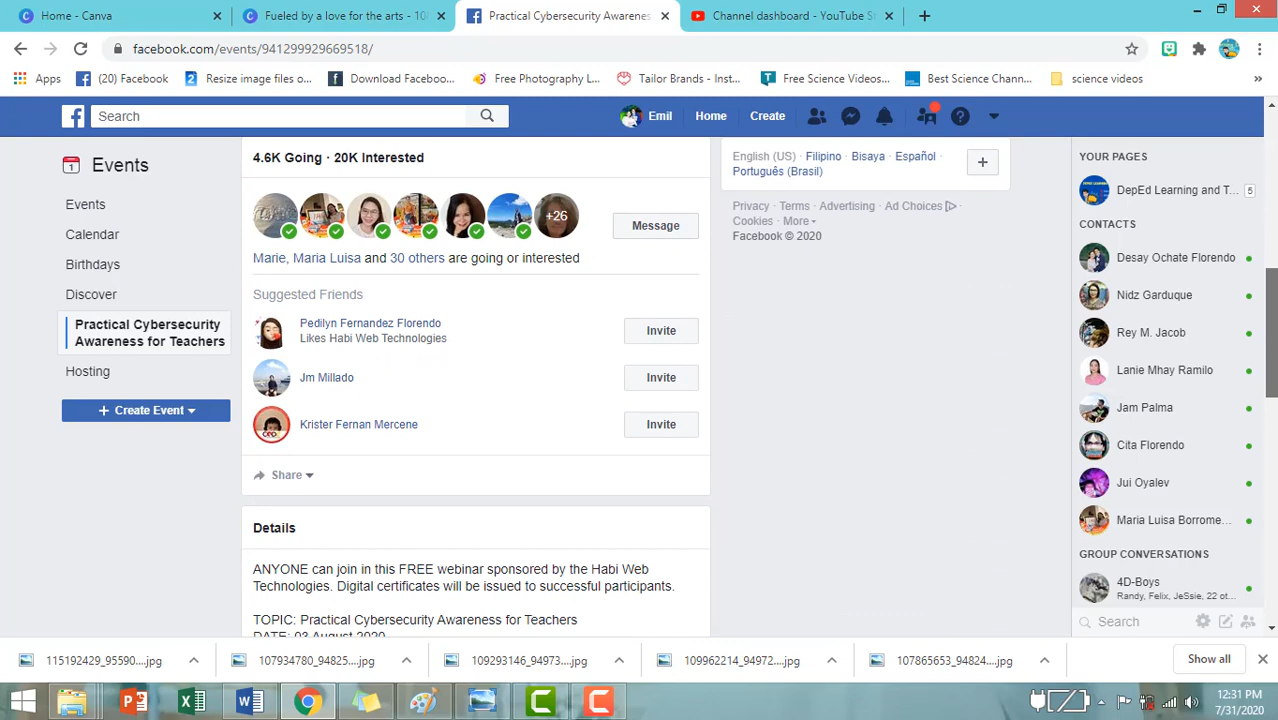 Home - Canva
Fueled by a love for the arts - 108
Practical Cybersecurity Awarenes
Channel dashboard - YouTube St
facebook.com/events/941299929669518/
Apps
(20) Facebook
Resize image files o...
Download Faceboo...
Free Photography L...
Tailor Brands - Inst...
Free Science Videos...
Best Science Chann...
science videos
»
Search
Emil
Home
Create
Events
Calendar
Birthdays
Discover
Practical Cybersecurity
Awareness for Teachers
Hosting
+ Create Event
4.6K Going · 20K Interested
+26
Message
Marie, Maria Luisa and 30 others are going or interested
Suggested Friends
Pedilyn Fernandez Florendo
Likes Habi Web Technologies
Invite
Jm Millado
Invite
Krister Fernan Mercene
Invite
Share
Details
ANYONE can join in this FREE webinar sponsored by the Habi Web
Technologies. Digital certificates will be issued to successful participants.
TOPIC: Practical Cybersecurity Awareness for Teachers
DATE: 03 August 2020
English (US) · Filipino · Bisaya · Español ·
Português (Brasil)
Privacy · Terms · Advertising · Ad Choices ·
Cookies · More
Facebook © 2020
YOUR PAGES
DepEd Learning and T... 5
CONTACTS
Desay Ochate Florendo
Nidz Garduque
Rey M. Jacob
Lanie Mhay Ramilo
Jam Palma
Cita Florendo
Jui Oyalev
Maria Luisa Borrome...
GROUP CONVERSATIONS
4D-Boys
Randy, Felix, JeSsie, 22 ot...
Search
115192429_95590....jpg
107934780_94825....jpg
109293146_94973....jpg
109962214_94972....jpg
107865653_94824....jpg
Show all
12:31 PM
7/31/2020